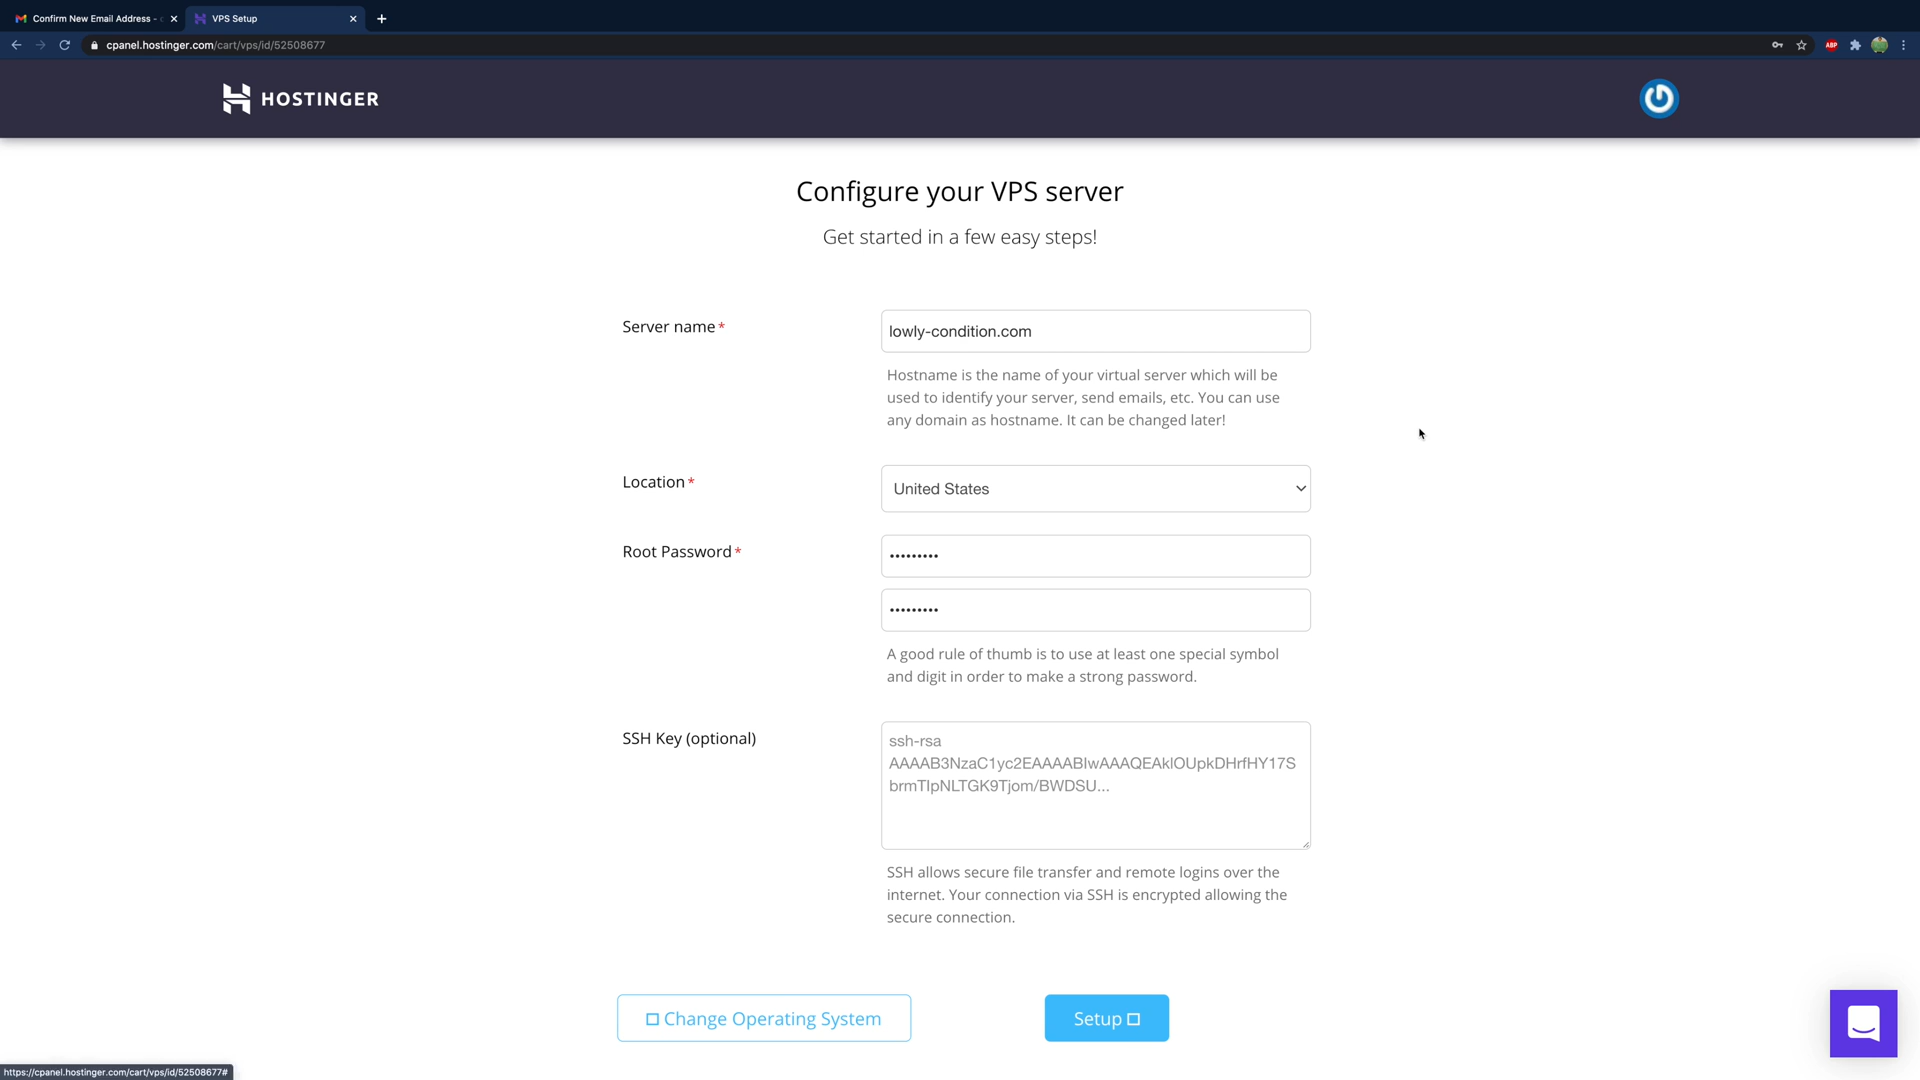 Confirm New Email Address -
VPS Setup
cpanel.hostinger.com/cart/vps/id/52508677
ABP
HOSTINGER
Configure your VPS server
Get started in a few easy steps!
Server name*
lowly-condition.com
Hostname is the name of your virtual server which will be
used to identify your server, send emails, etc. You can use
any domain as hostname. It can be changed later!
Location*
United States
Root Password*
•••••••••
•••••••••
A good rule of thumb is to use at least one special symbol
and digit in order to make a strong password.
SSH Key (optional)
ssh-rsa
AAAAB3NzaC1yc2EAAAABIwAAAQEAklOUpkDHrfHY17S
brmTIpNLTGK9Tjom/BWDSU...
SSH allows secure file transfer and remote logins over the
internet. Your connection via SSH is encrypted allowing the
secure connection.
Change Operating System
Setup
https://cpanel.hostinger.com/cart/vps/id/52508677#